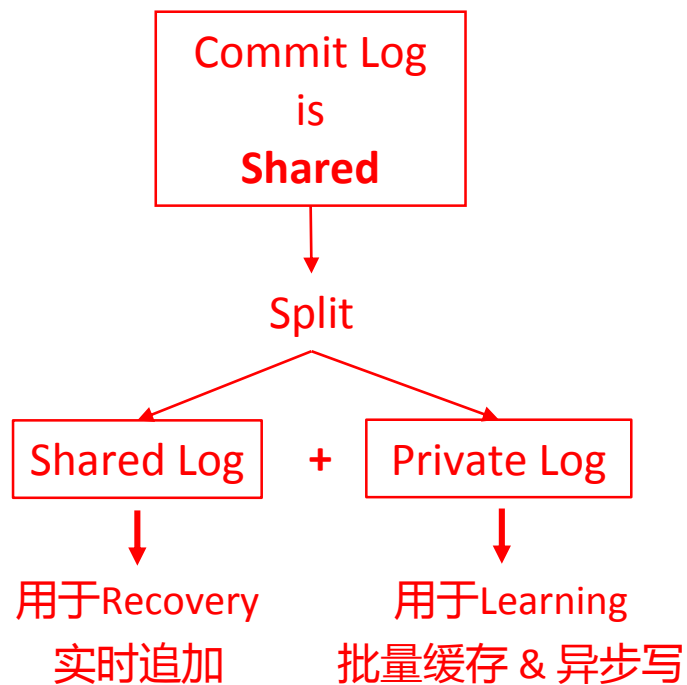 Commit Log
is
Shared
Split
Shared Log + Private Log
用于Recovery
实时追加
用于Learning
批量缓存 & 异步写